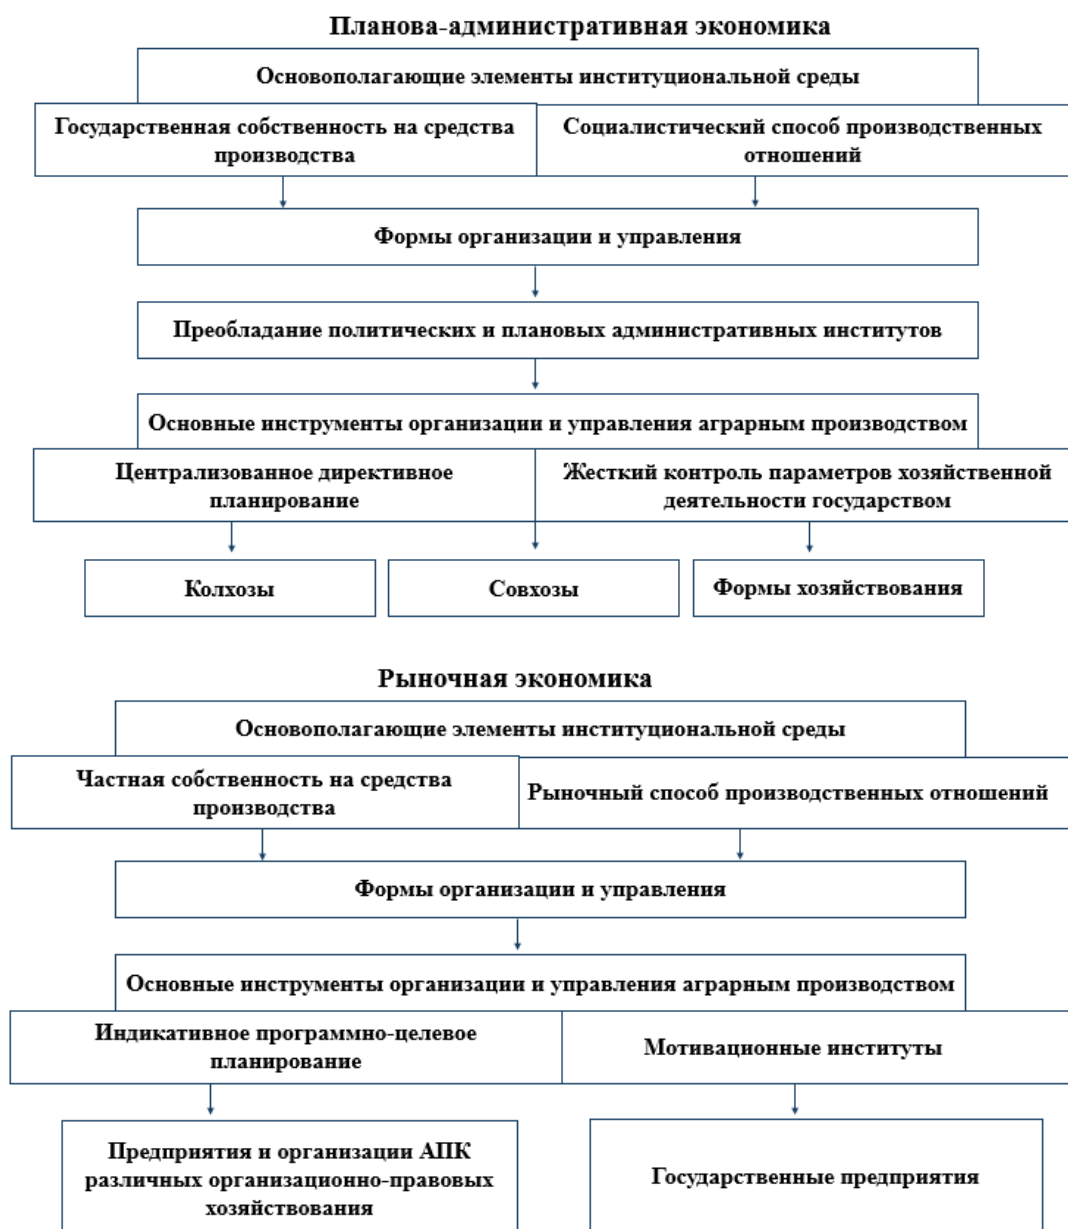 Планова-административная экономика
Основополагающие элементы институциональной среды
Государственная собственность на средства
производства
Социалистический способ производственных
отношений
Формы организации и управления
Преобладание политических и плановых административных институтов
Основные инструменты организации и управления аграрным производством
Централизованное директивное
планирование
Жесткий контроль параметров хозяйственной
деятельности государством
Колхозы
Совхозы
Формы хозяйствования
Рыночная экономика
Основополагающие элементы институциональной среды
Частная собственность на средства
производства
Рыночный способ производственных отношений
Формы организации и управления
Основные инструменты организации и управления аграрным производством
Индикативное программно-целевое
планирование
Мотивационные институты
Предприятия и организации АПК
различных организационно-правовых
хозяйствования
Государственные предприятия